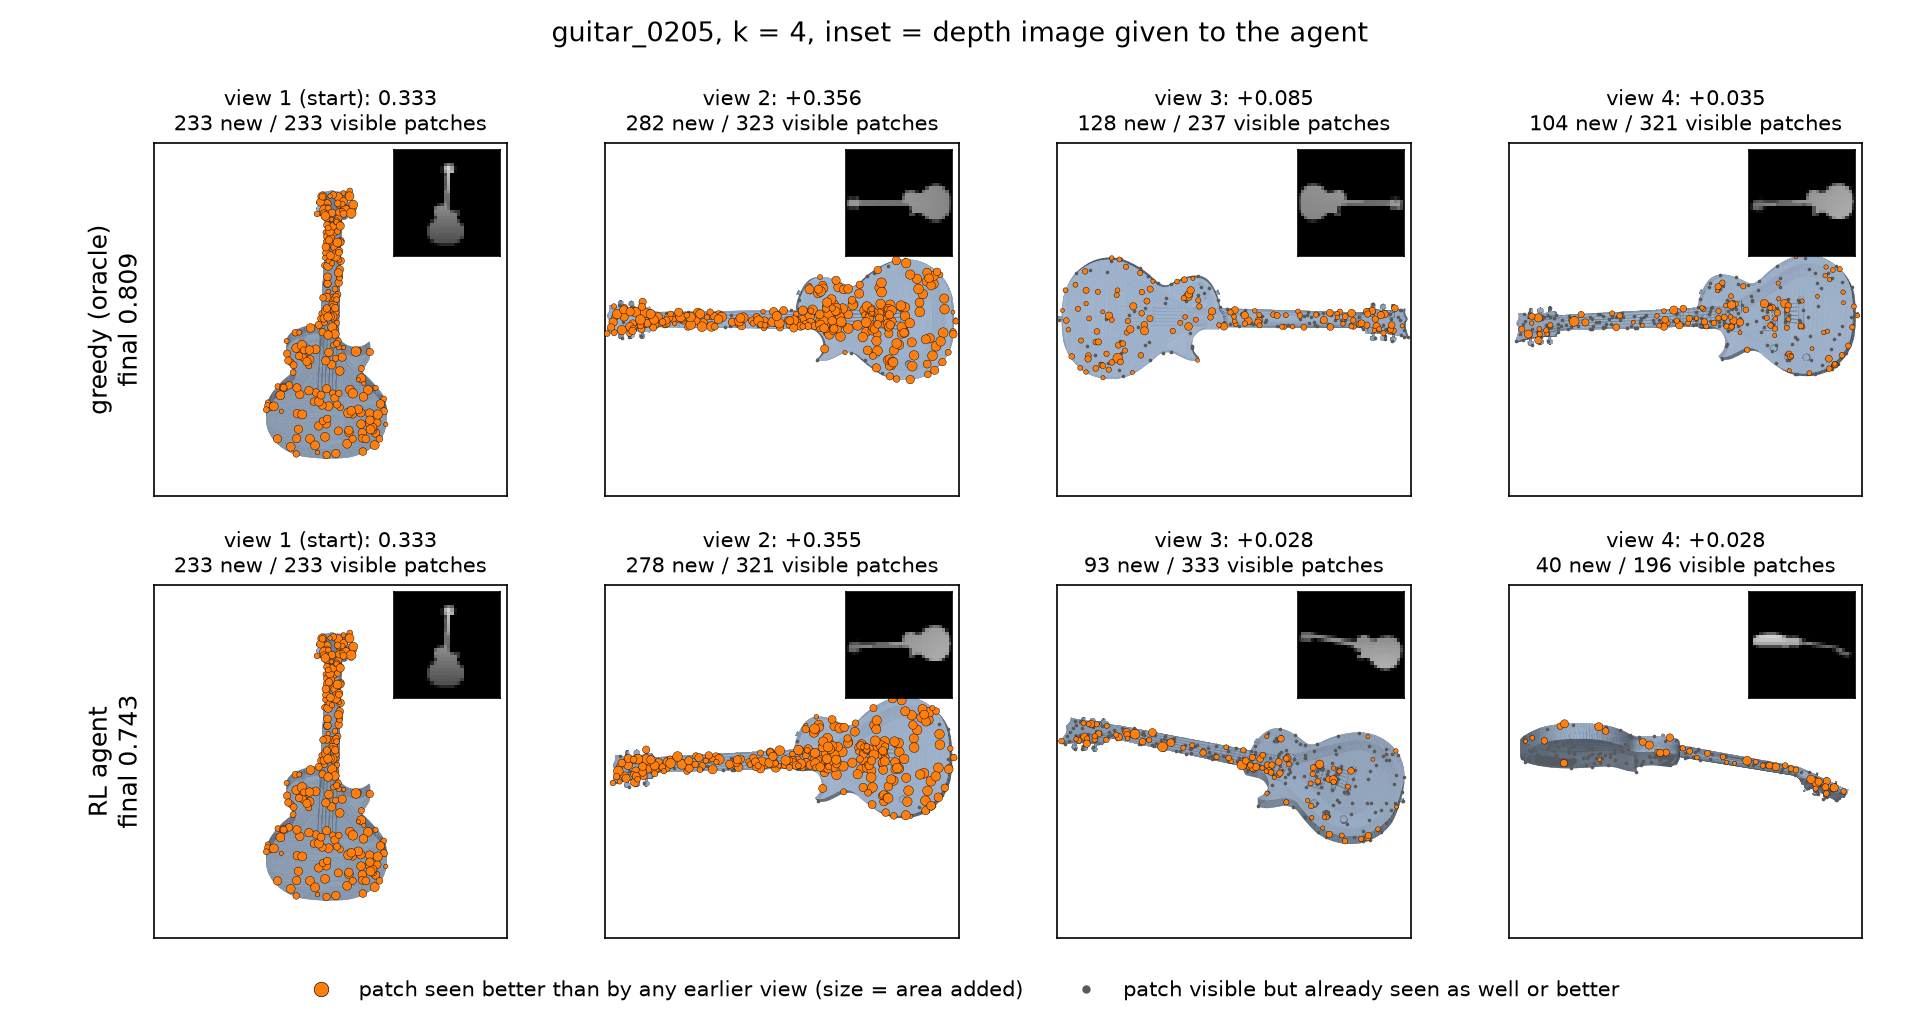 guitar_0205, k = 4, inset = depth image given to the agent
view 1 (start): 0.333
233 new / 233 visible patches
view 2: +0.356
282 new / 323 visible patches
view 3: +0.085
128 new / 237 visible patches
view 4: +0.035
104 new / 321 visible patches
greedy (oracle)
final 0.809
view 1 (start): 0.333
233 new / 233 visible patches
view 2: +0.355
278 new / 321 visible patches
view 3: +0.028
93 new / 333 visible patches
view 4: +0.028
40 new / 196 visible patches
RL agent
final 0.743
patch seen better than by any earlier view (size = area added)
patch visible but already seen as well or better